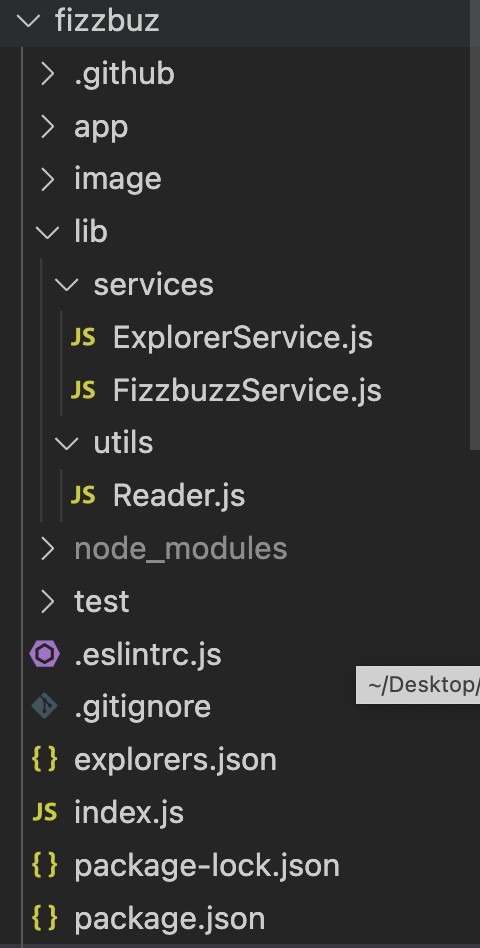 fizzbuz
.github
app
image
lib
services
JS ExplorerService.js
JS FizzbuzzService.js
utils
JS Reader.js
node_modules
test
.eslintrc.js
~/Desktop/
.gitignore
{} explorers.json
JS index.js
{} package-lock.json
{} package.json